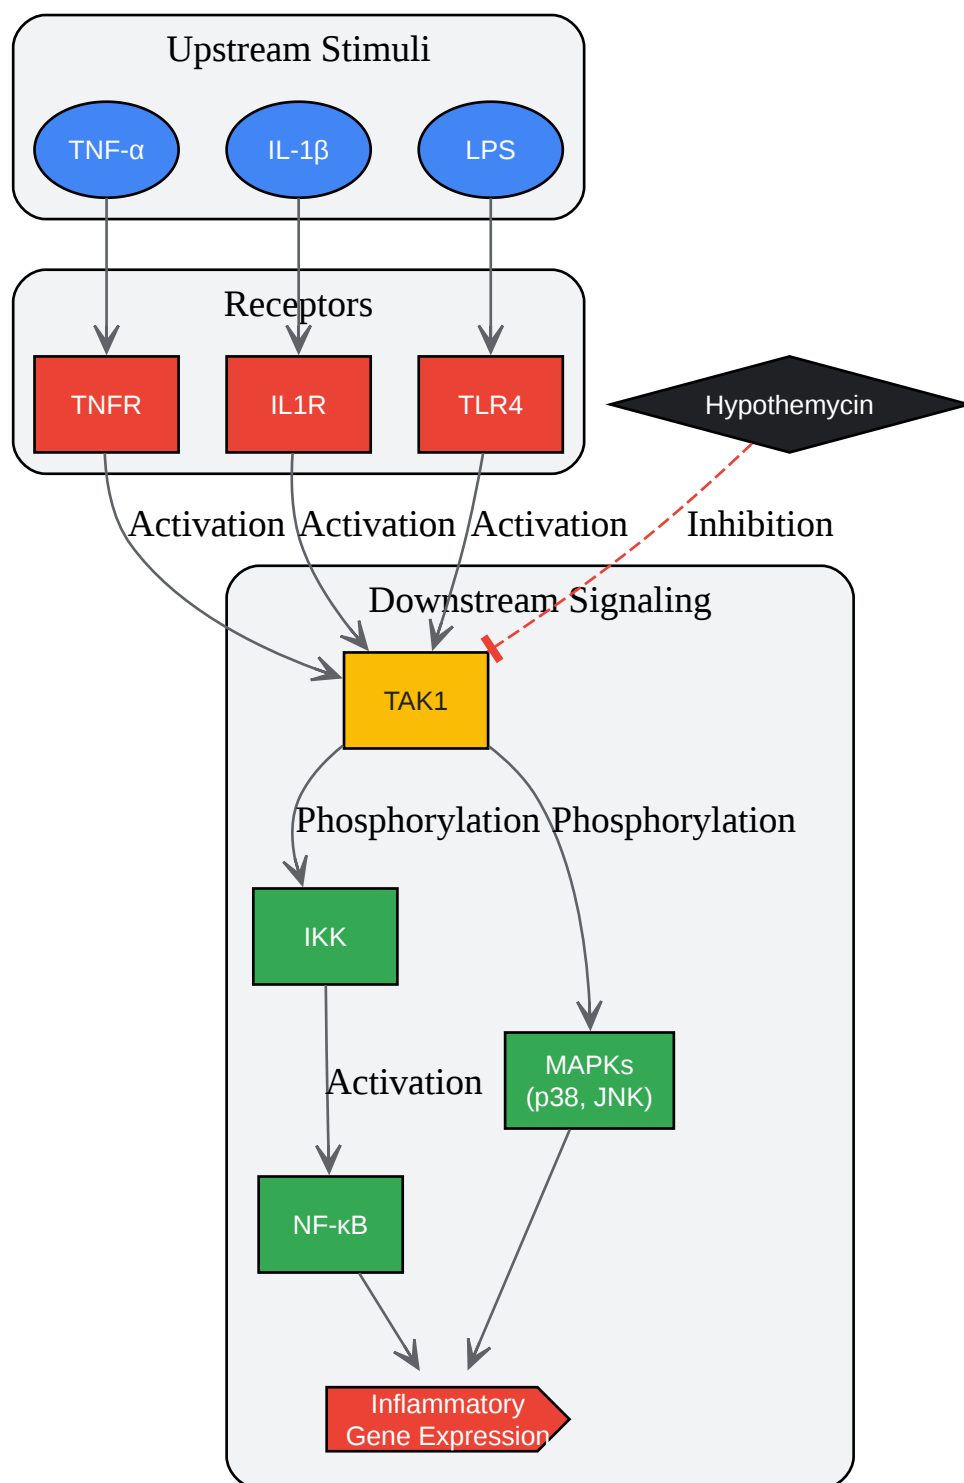 Upstream Stimuli
TNF-α
IL-1β
LPS
Receptors
TNFR
IL1R
TLR4
Hypothemycin
Activation
Activation
Activation
Inhibition
Downstream Signaling
TAK1
Phosphorylation
Phosphorylation
IKK
MAPKs
(p38, JNK)
Activation
NF-κB
Inflammatory
Gene Expression